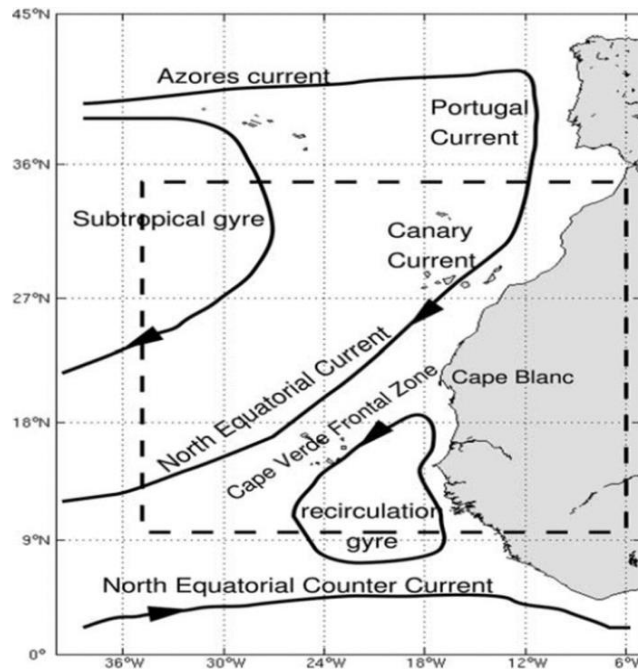 45°N
Azores current
Portugal
Current
36°N
Subtropical gyre
Canary
Current
27°N
North Equatorial Current
Cape Verde Frontal Zone
Cape Blanc
18°N
recirculation
gyre
9°N
North Equatorial Counter Current
0°
36°W
30°W
24°W
18°W
12°W
6°W